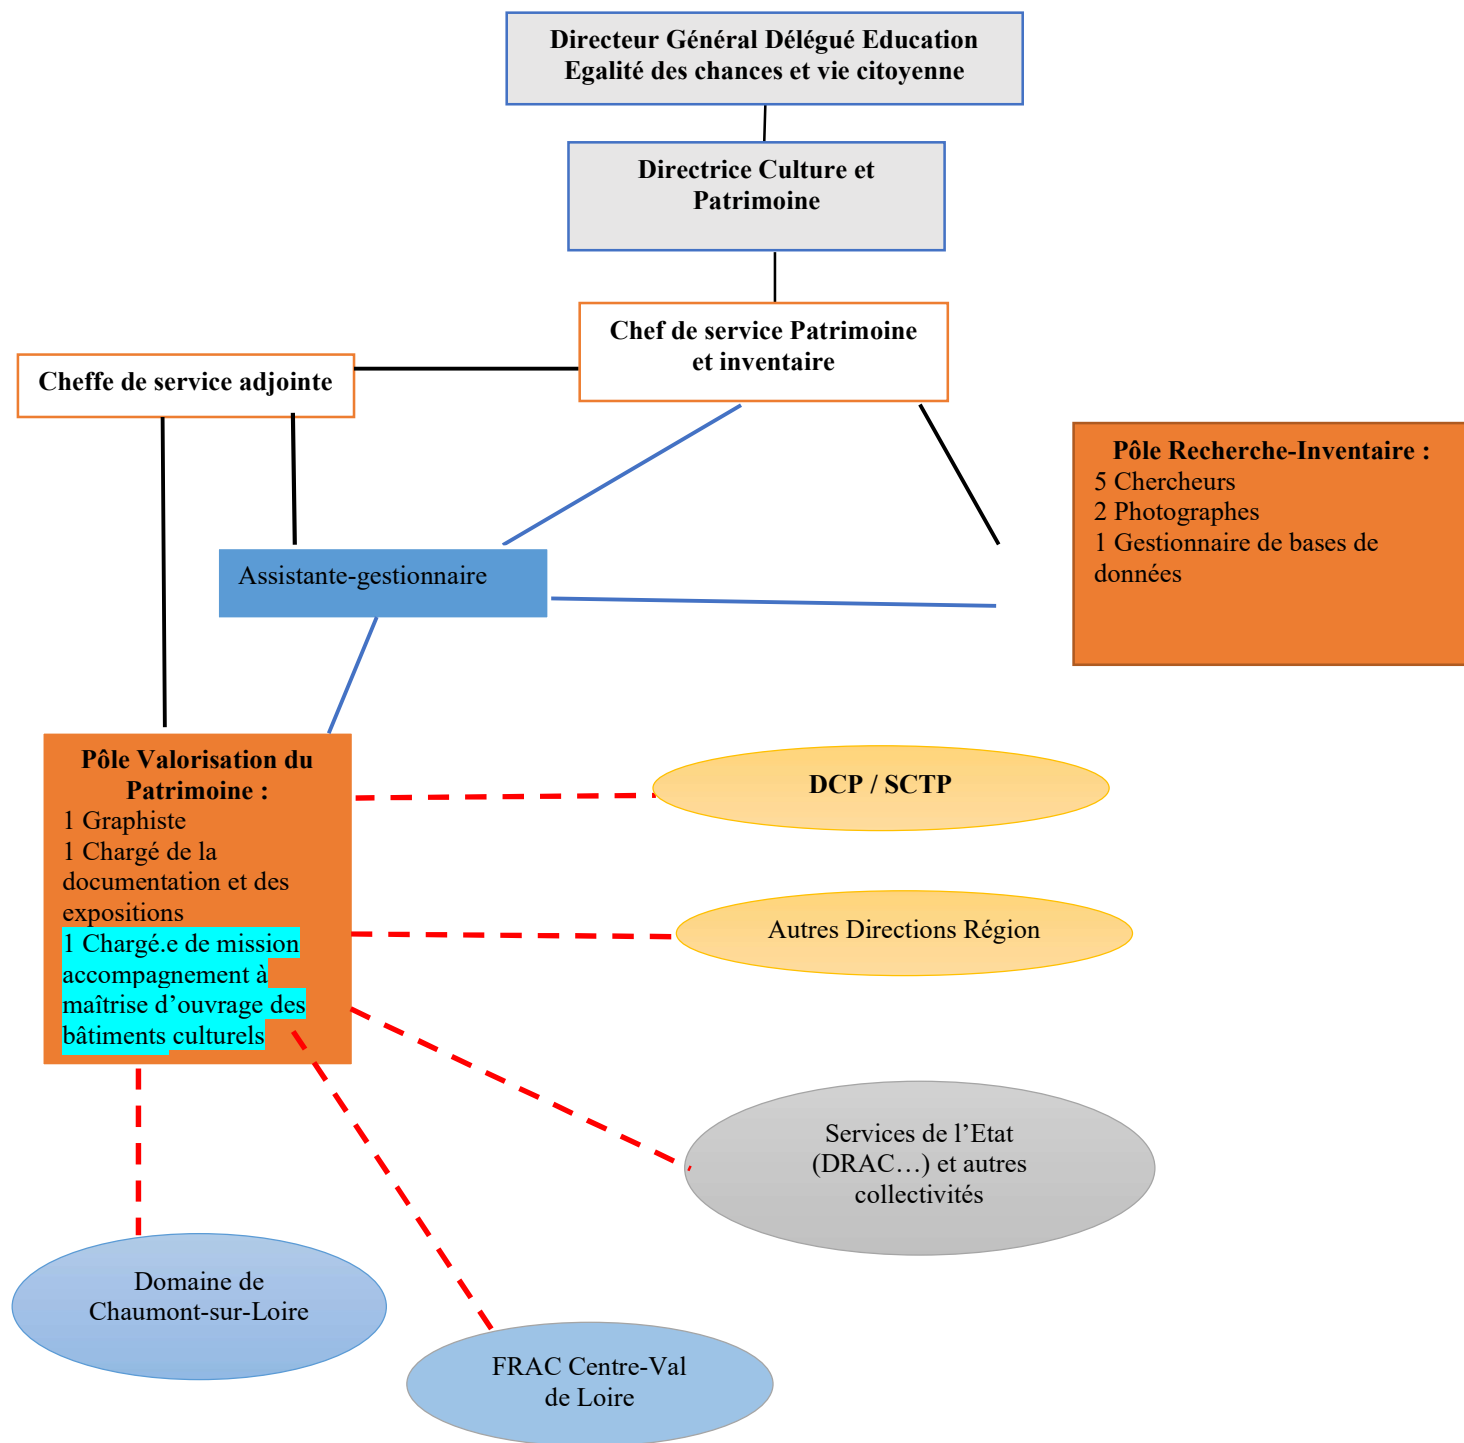 Directeur Général Délégué Education
Egalité des chances et vie citoyenne
Directrice Culture et
Patrimoine
Chef de service Patrimoine
et inventaire
Cheffe de service adjointe
Pôle Recherche-Inventaire :
5 Chercheurs
2 Photographes
1 Gestionnaire de bases de
données
Assistante-gestionnaire
Pôle Valorisation du
Patrimoine :
1 Graphiste
1 Chargé de la
documentation et des
expositions
1 Chargé.e de mission
accompagnement à
maîtrise d’ouvrage des
bâtiments culturels
DCP / SCTP
Autres Directions Région
Services de l’Etat
(DRAC…) et autres
collectivités
Domaine de
Chaumont-sur-Loire
FRAC Centre-Val
de Loire